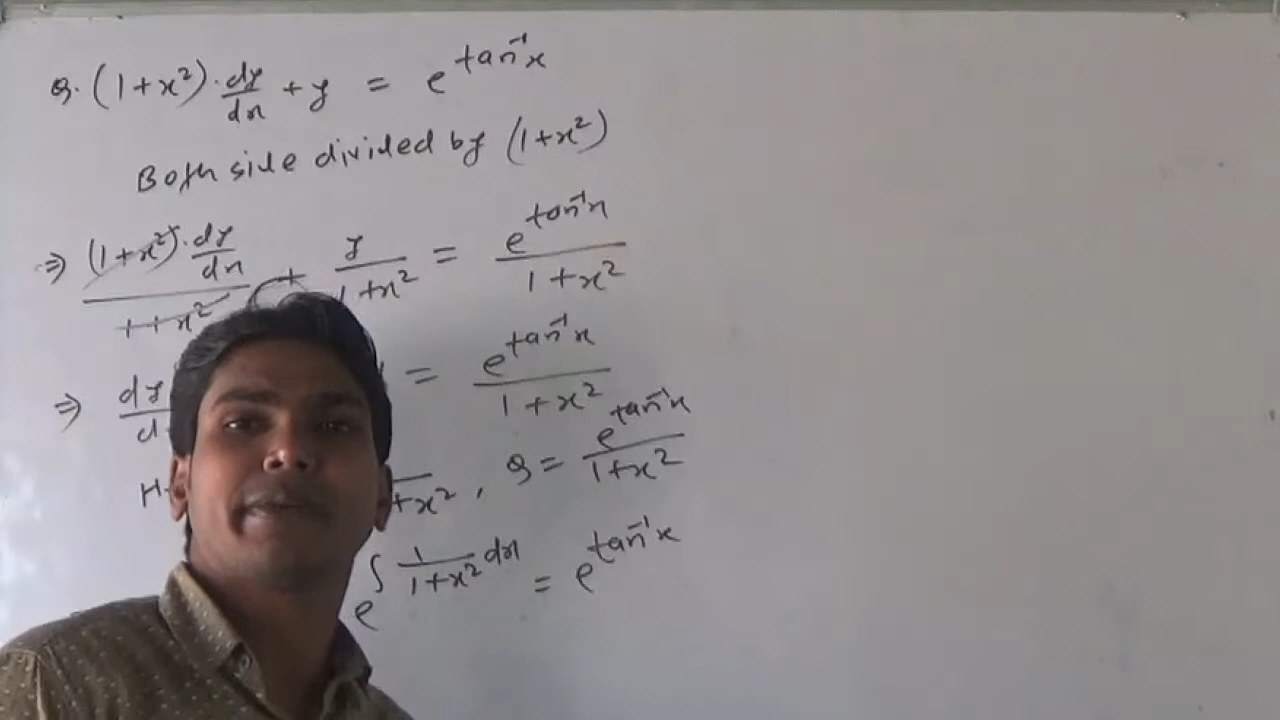 Q. (1+x²)·dy/dx + y = e^(tan⁻¹x)
Both side divided by (1+x²)
⇒ (1+x²)·dy/dx / 1+x² + y/1+x² = e^(tan⁻¹x) / 1+x²
⇒ dy = e^(tan⁻¹x) / 1+x²
+x², Q = e^(tan⁻¹x) / 1+x²
e^(∫ 1/1+x² dx) = e^(tan⁻¹x)